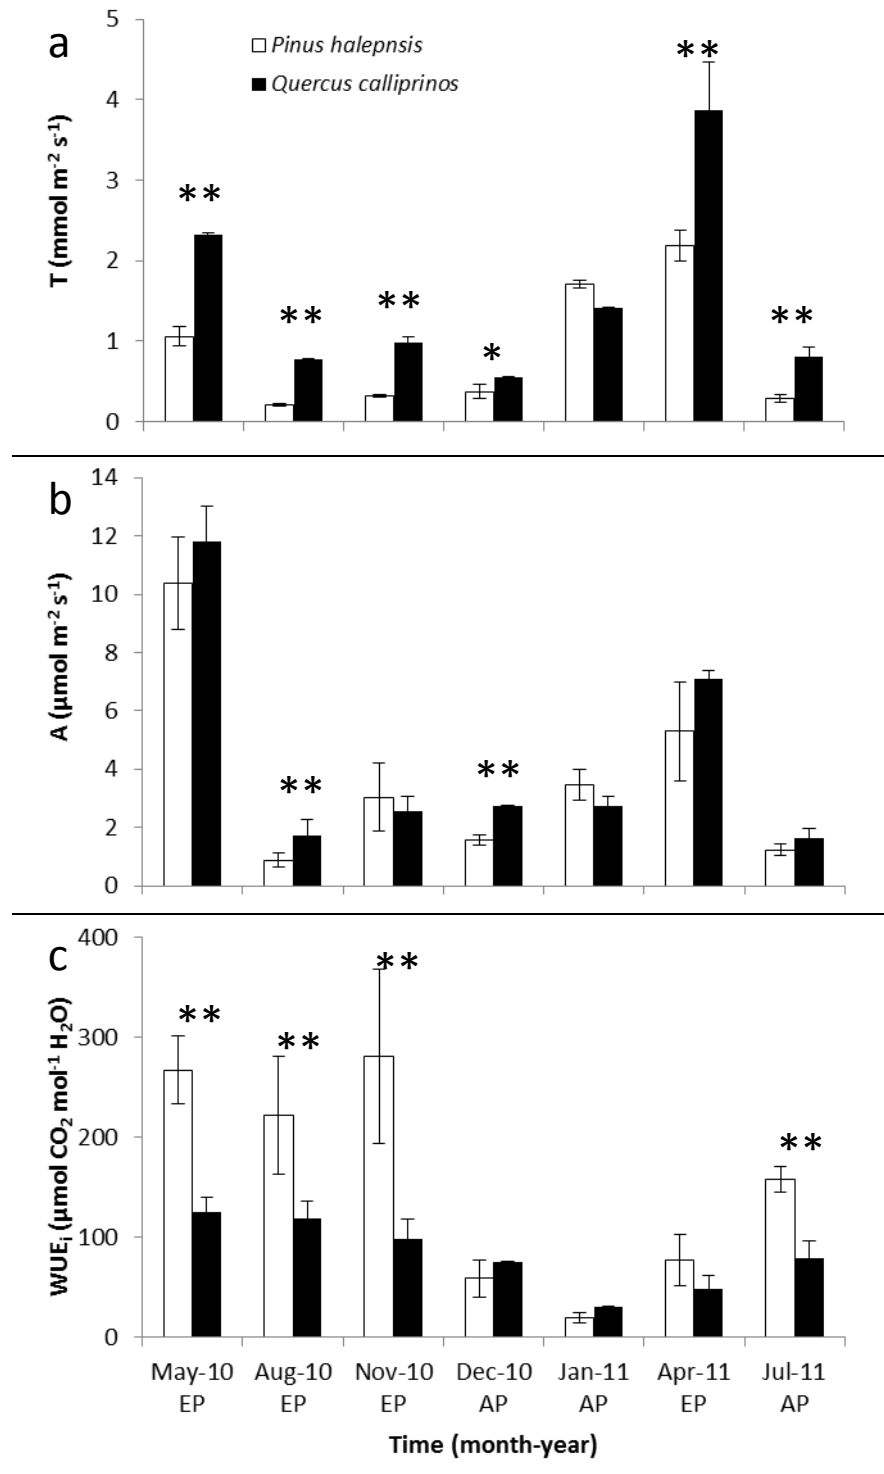 a
Pinus halepnsis
Quercus calliprinos
T (mmol m-2 s-1)
5
4
3
2
1
0
**
**
**
*
**
**
b
A (µmol m-2 s-1)
14
12
10
8
6
4
2
0
**
**
c
WUEi (µmol CO2 mol-1 H2O)
400
300
200
100
0
**
**
**
**
May-10 Aug-10 Nov-10 Dec-10 Jan-11 Apr-11 Jul-11
EP EP EP AP AP EP AP
Time (month-year)